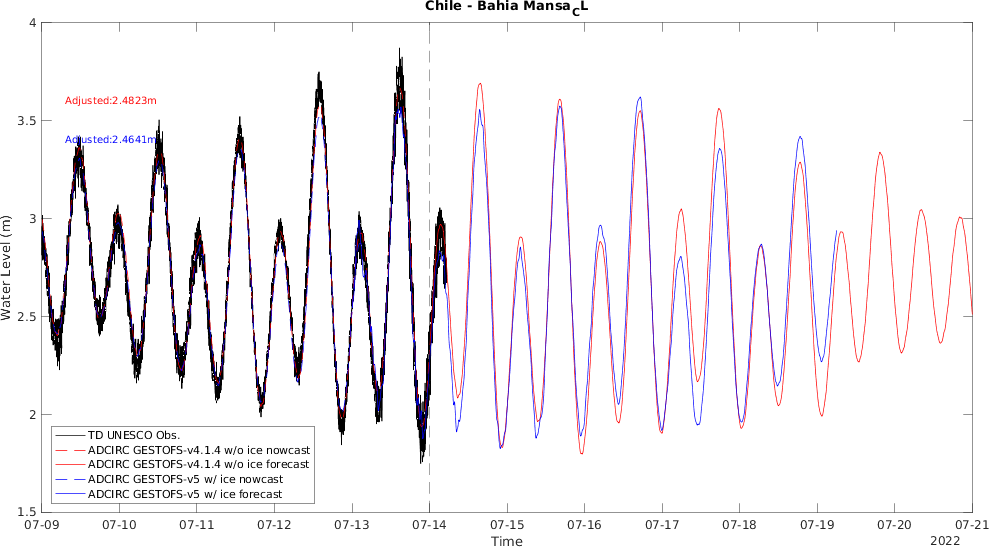 Chile - Bahia Mansa_CL
4
3.5
3
2.5
2
1.5
Water Level (m)
Adjusted:2.4823m
Adjusted:2.4641m
TD UNESCO Obs.
ADCIRC GESTOFS-v4.1.4 w/o ice nowcast
ADCIRC GESTOFS-v4.1.4 w/o ice forecast
ADCIRC GESTOFS-v5 w/ ice nowcast
ADCIRC GESTOFS-v5 w/ ice forecast
07-09 07-10 07-11 07-12 07-13 07-14 07-15 07-16 07-17 07-18 07-19 07-20 07-21
Time
2022